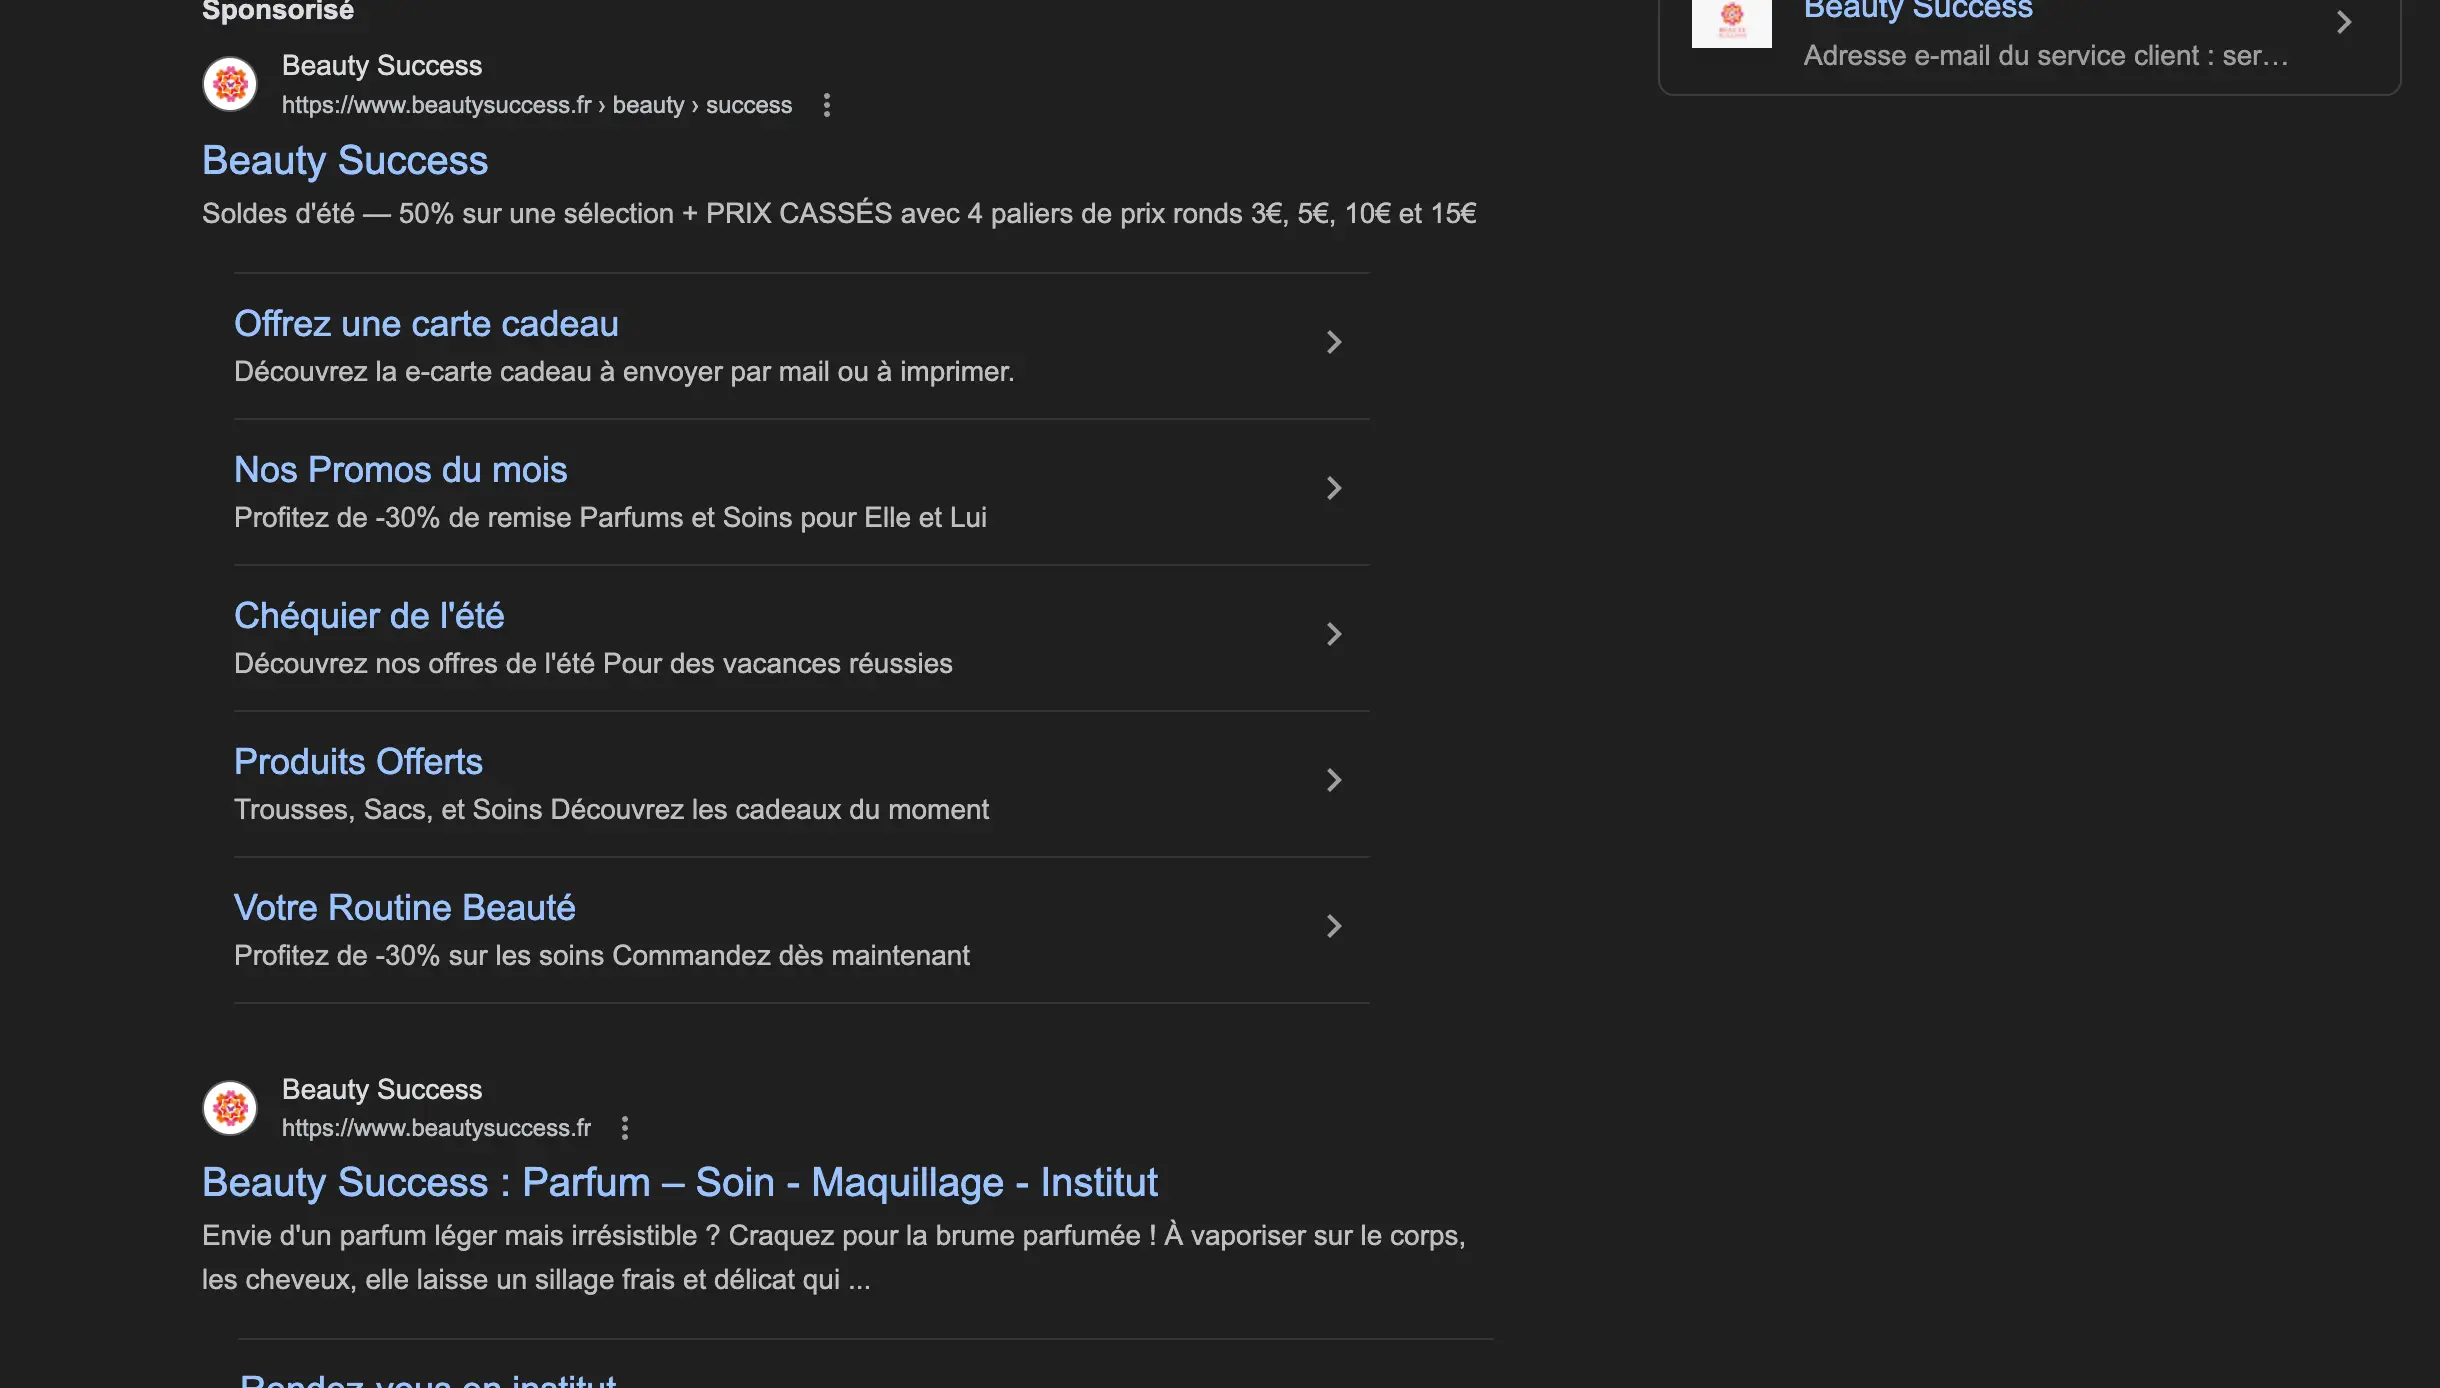 Sponsorisé
Beauty Success
https://www.beautysuccess.fr › beauty › success
Beauty Success
Soldes d'été — 50% sur une sélection + PRIX CASSÉS avec 4 paliers de prix ronds 3€, 5€, 10€ et 15€
Offrez une carte cadeau
Découvrez la e-carte cadeau à envoyer par mail ou à imprimer.
Nos Promos du mois
Profitez de -30% de remise Parfums et Soins pour Elle et Lui
Chéquier de l'été
Découvrez nos offres de l'été Pour des vacances réussies
Produits Offerts
Trousses, Sacs, et Soins Découvrez les cadeaux du moment
Votre Routine Beauté
Profitez de -30% sur les soins Commandez dès maintenant
Beauty Success
https://www.beautysuccess.fr
Beauty Success : Parfum – Soin - Maquillage - Institut
Envie d'un parfum léger mais irrésistible ? Craquez pour la brume parfumée ! À vaporiser sur le corps,
les cheveux, elle laisse un sillage frais et délicat qui ...
Rendez-vous en institut
Beauty Success
Adresse e-mail du service client : ser...